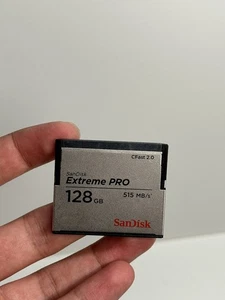 CFast 2.0
SanDisk
Extreme PRO
128 GB 515 MB/s
SanDisk